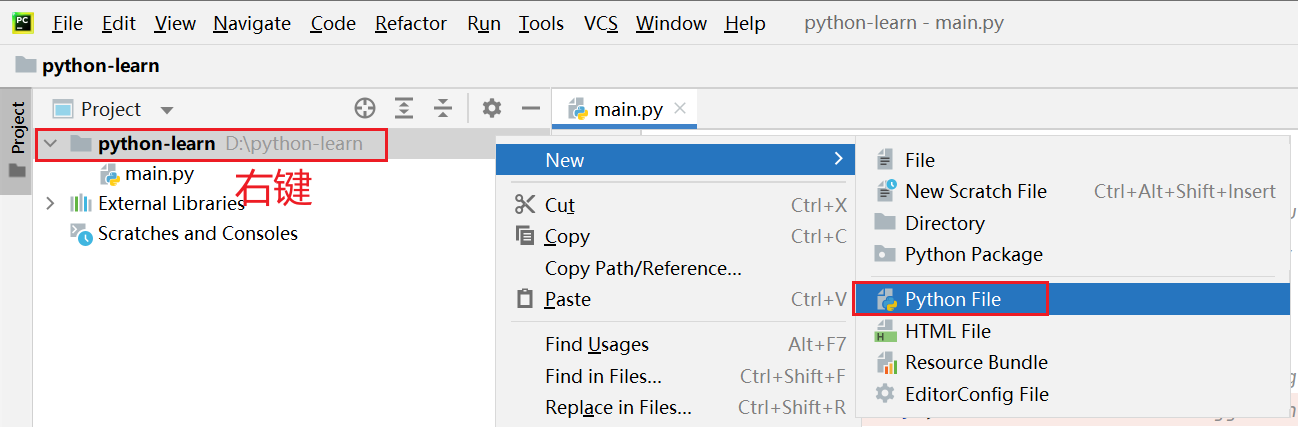 File Edit View Navigate Code Refactor Run Tools VCS Window Help python-learn - main.py
python-learn
Project
Project
main.py
python-learn D:\python-learn
main.py
右键
External Libraries
Scratches and Consoles
New
Cut Ctrl+X
Copy Ctrl+C
Copy Path/Reference...
Paste Ctrl+V
Find Usages Alt+F7
Find in Files... Ctrl+Shift+F
Replace in Files... Ctrl+Shift+R
File
New Scratch File Ctrl+Alt+Shift+Insert
Directory
Python Package
Python File
HTML File
Resource Bundle
EditorConfig File